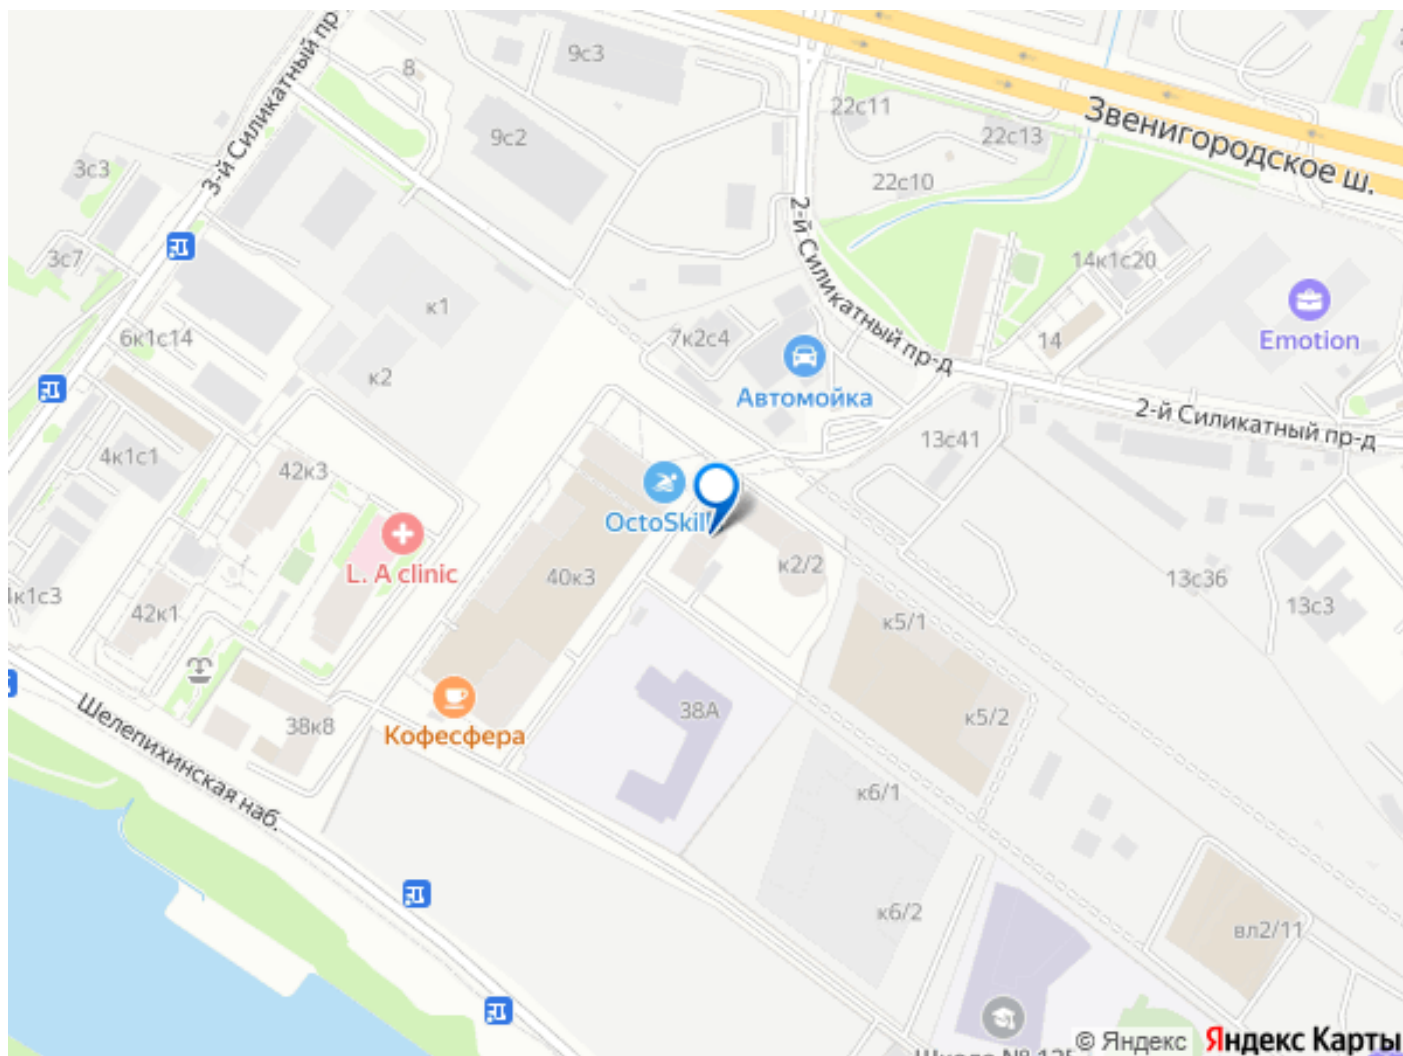 3-й Силикатный пр
9с3
8
9с2
22с11
22с13
22с10
Звенигородское ш.
3с3
3с7
2-й Силикатный пр-д
14к1с20
14
Emotion
6к1с14
к1
к2
7к2с4
Автомойка
2-й Силикатный пр-д
13с41
4к1с1
42к3
OctoSkill
L. A clinic
40к3
к2/2
13с36
13с3
4к1с3
42к1
к5/1
38А
к5/2
38к8
Кофесфера
Шелепихинская наб.
к6/1
к6/2
вл2/11
© Яндекс
Яндекс Карты